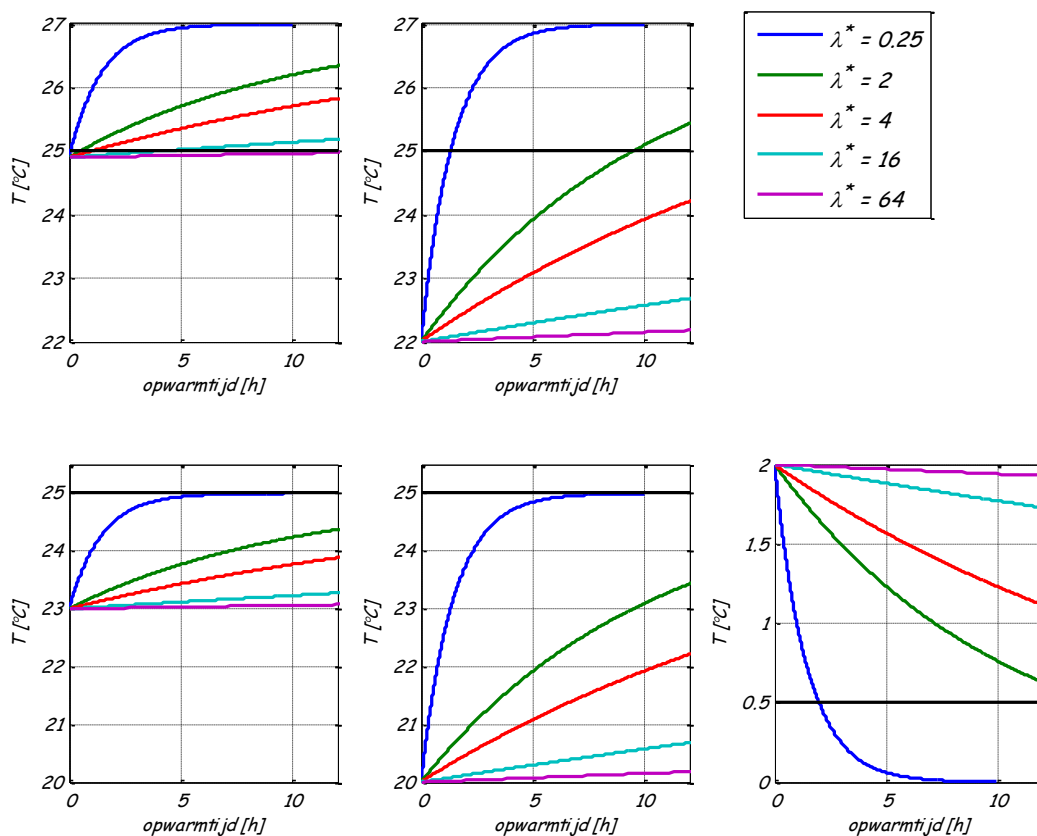 27
26
25
24
23
22
T [°C]
0 5 10
opwarmtijd [h]
27
26
25
24
23
22
T [°C]
0 5 10
opwarmtijd [h]
λ* = 0.25
λ* = 2
λ* = 4
λ* = 16
λ* = 64
25
24
23
22
21
20
T [°C]
0 5 10
opwarmtijd [h]
25
24
23
22
21
20
T [°C]
0 5 10
opwarmtijd [h]
2
1.5
1
0.5
0
T [°C]
0 5 10
opwarmtijd [h]